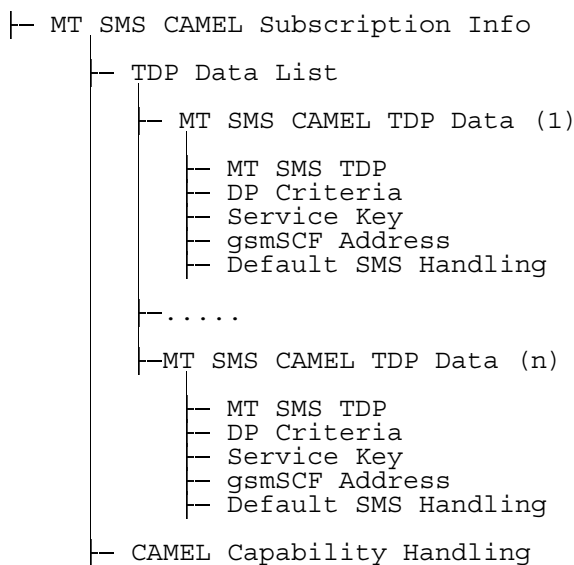 MT SMS CAMEL Subscription Info
TDP Data List
MT SMS CAMEL TDP Data (1)
MT SMS TDP
DP Criteria
Service Key
gsmSCF Address
Default SMS Handling
.....
MT SMS CAMEL TDP Data (n)
MT SMS TDP
DP Criteria
Service Key
gsmSCF Address
Default SMS Handling
CAMEL Capability Handling